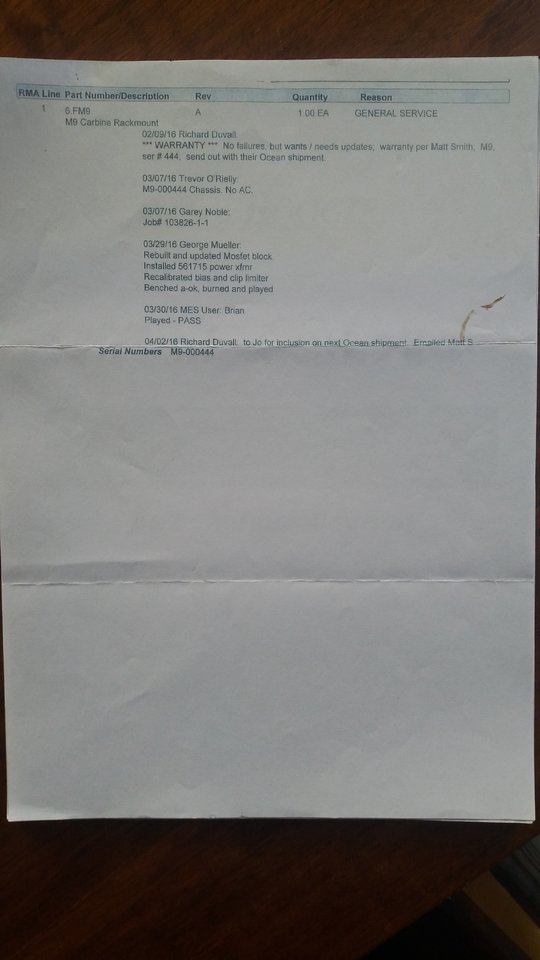 RMA Line Part Number/Description Rev Quantity Reason
1 6.FM9 A 1.00 EA GENERAL SERVICE
M9 Carbine Rackmount
02/09/16 Richard Duvall:
*** WARRANTY *** No failures, but wants / needs updates; warranty per Matt Smith, M9,
ser # 444, send out with their Ocean shipment.
03/07/16 Trevor O'Rielly:
M9-000444 Chassis. No AC.
03/07/16 Garey Noble:
Job# 103826-1-1
03/29/16 George Mueller:
Rebuilt and updated Mosfet block
Installed 561715 power xfmr
Recalibrated bias and clip limiter
Benched a-ok, burned and played
03/30/16 MES User: Brian
Played - PASS
04/02/16 Richard Duvall: to Jo for inclusion on next Ocean shipment. Emailed Matt S
Serial Numbers M9-000444